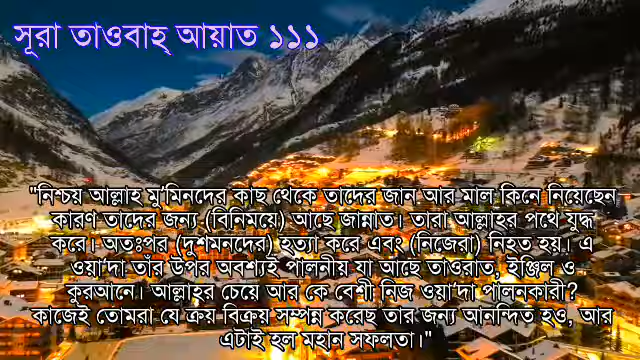 সূরা তাওবাহ্ আয়াত ১১১
"নিশ্চয় আল্লাহ মু'মিনদের কাছ থেকে তাদের জান আর মাল কিনে নিয়েছেন
কারণ তাদের জন্য (বিনিময়ে) আছে জান্নাত। তারা আল্লাহর পথে যুদ্ধ
করে। অতঃপর (দুশমনদের) হত্যা করে এবং (নিজেরা) নিহত হয়। এ
ওয়া'দা তাঁর উপর অবশ্যই পালনীয় যা আছে তাওরাত, ইঞ্জিল ও
কুরআনে। আল্লাহর চেয়ে আর কে বেশী নিজ ওয়া'দা পালনকারী?
কাজেই তোমরা যে ক্রয় বিক্রয় সম্পন্ন করেছ তার জন্য আনন্দিত হও, আর
এটাই হল মহান সফলতা।"